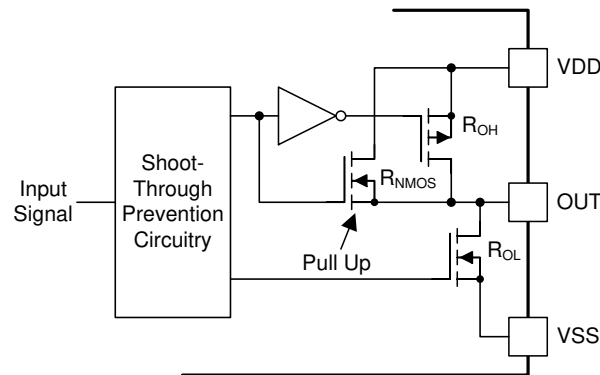 VDD
R_OH
Shoot-
Through
Prevention
Circuitry
Input
Signal
R_NMOS
OUT
Pull Up
R_OL
VSS